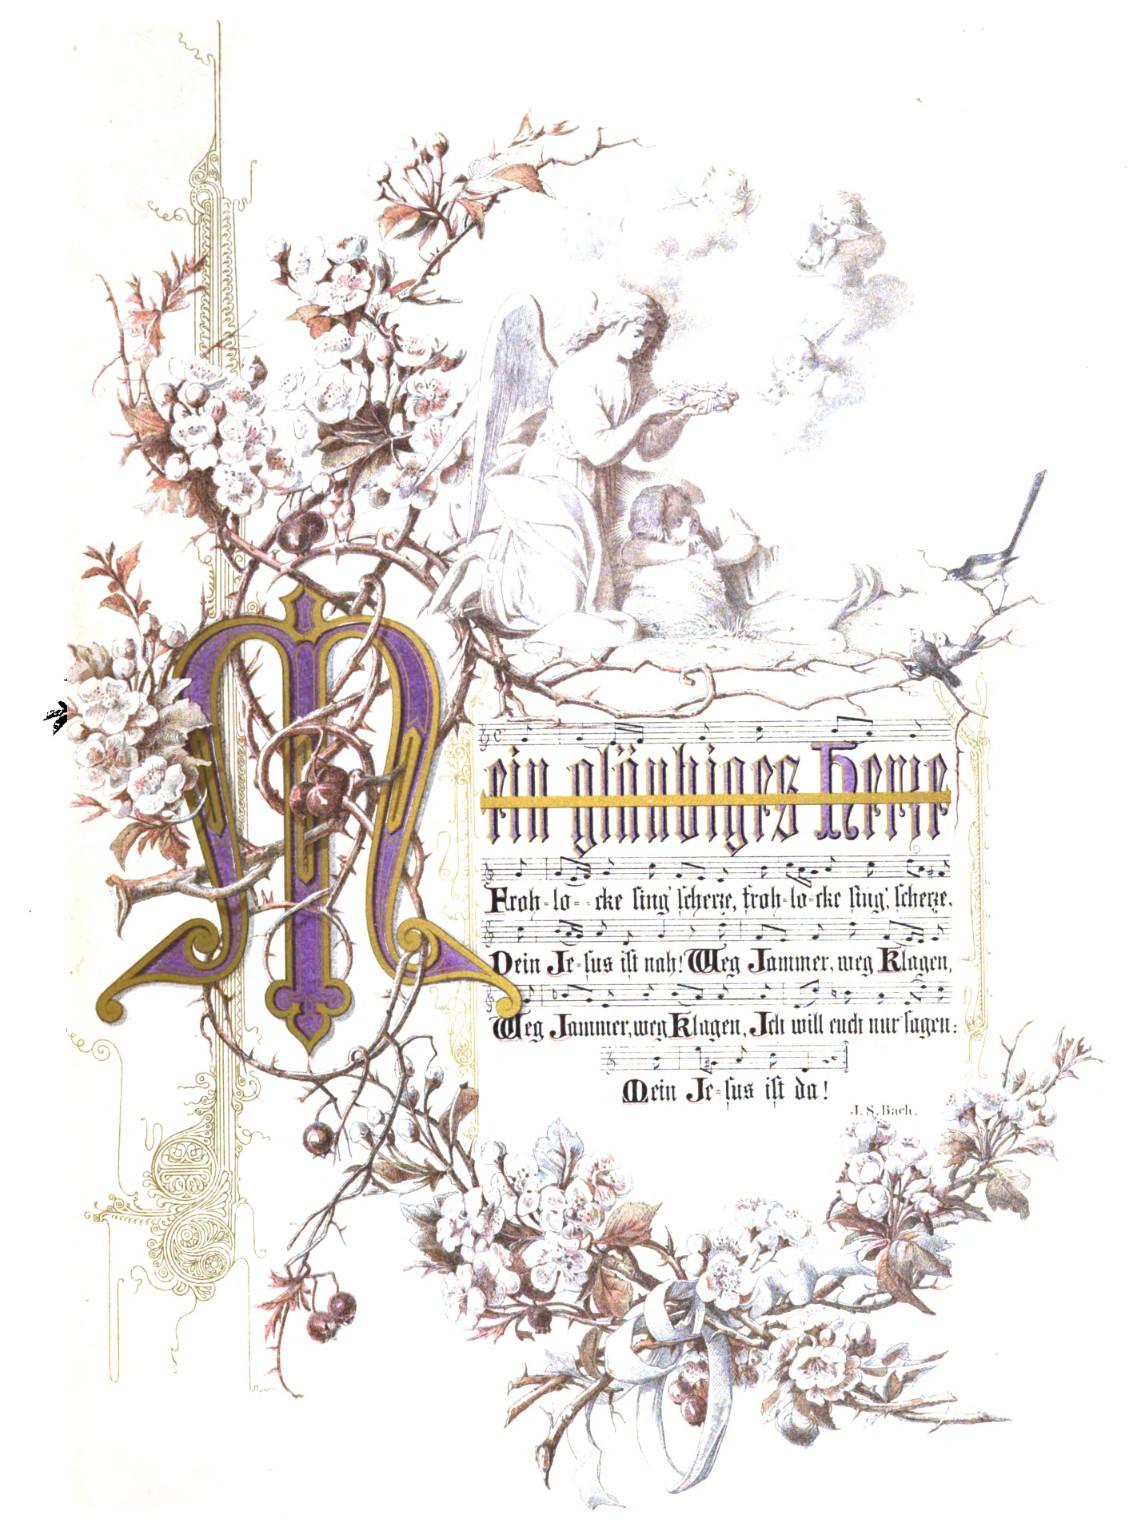 Mein gläubiges Herze
Froh-lo--cke sing' scherze, froh-lo-cke sing', scherze.
Dein Je-sus ist nah! Weg Jammer, weg Klagen,
Weg Jammer, weg Klagen, Ich will euch nur sagen:
Mein Je-sus ist da!
J. S. Bach.